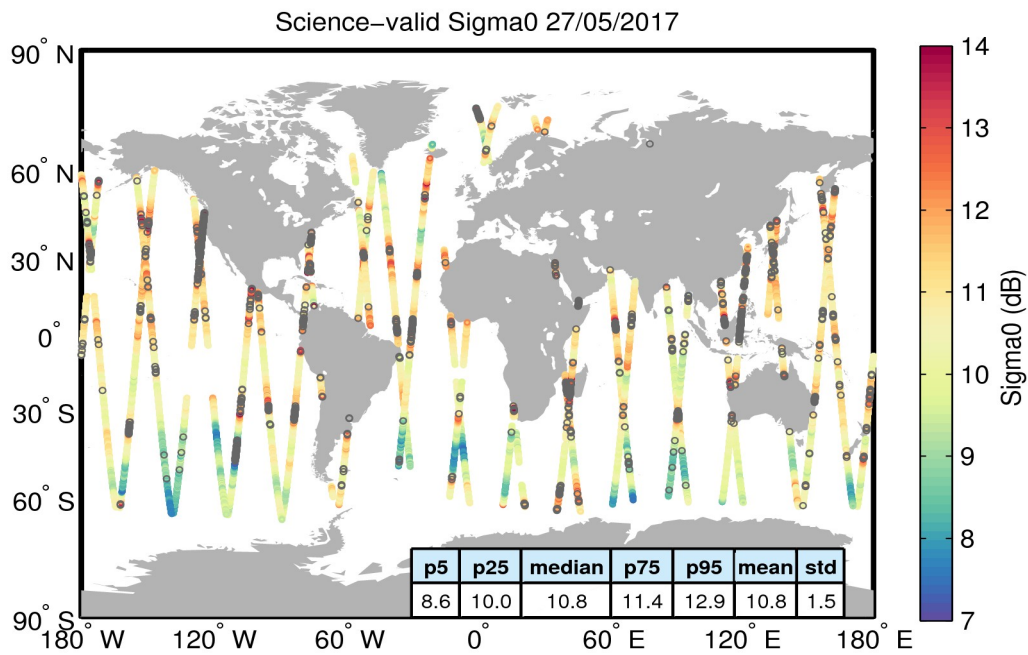 Science−valid Sigma0 27/05/2017
90° N
60° N
30° N
0°
30° S
60° S
90° S
180° W
120° W
60° W
0°
60° E
120° E
180° E
p5 p25 median p75 p95 mean std
8.6 10.0 10.8 11.4 12.9 10.8 1.5
14
13
12
11
10
9
8
7
Sigma0 (dB)